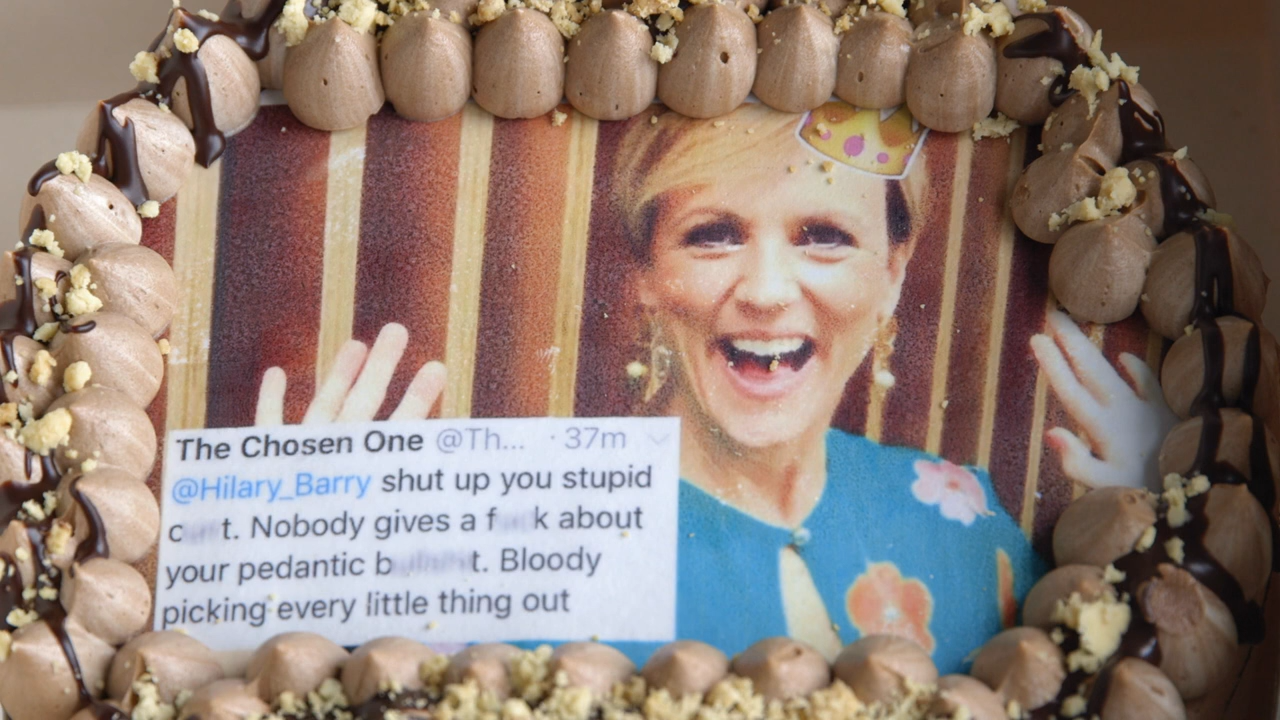 The Chosen One @Th... · 37m
@Hilary_Barry shut up you stupid
c t. Nobody gives a f k about
your pedantic b t. Bloody
picking every little thing out